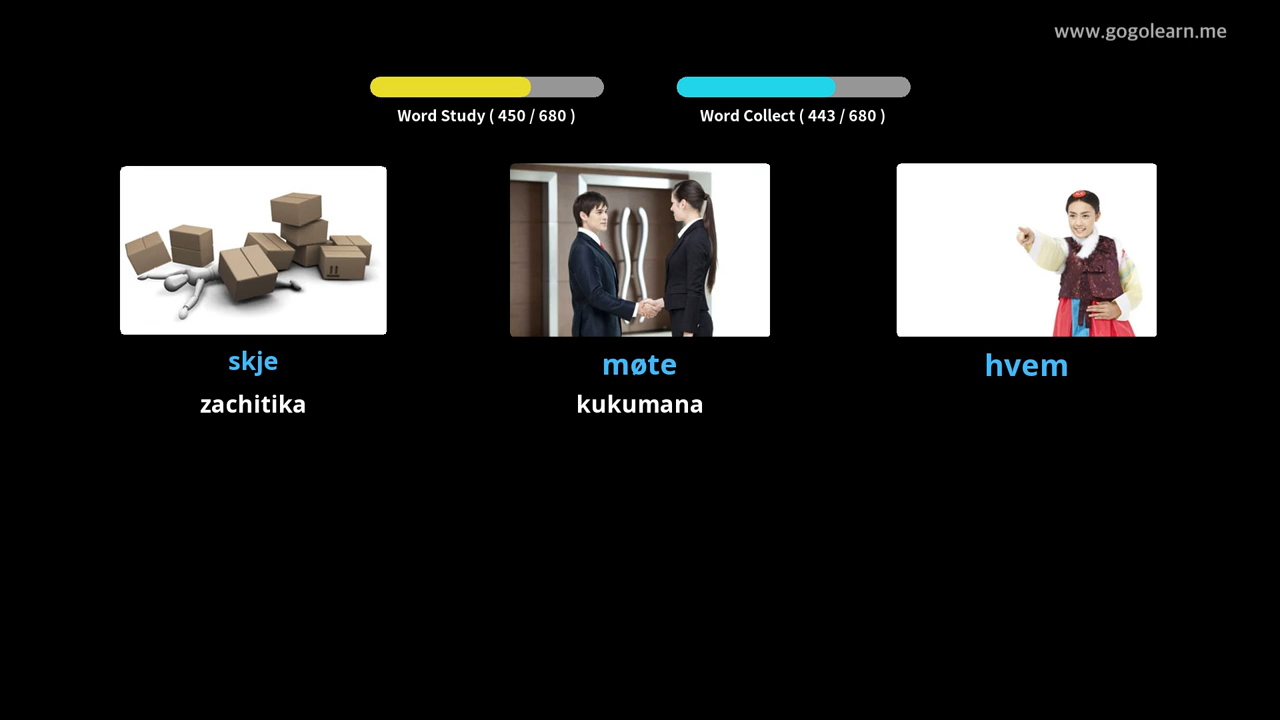 www.gogolearn.me
Word Study ( 450 / 680 )
Word Collect ( 443 / 680 )
skje
møte
hvem
zachitika
kukumana